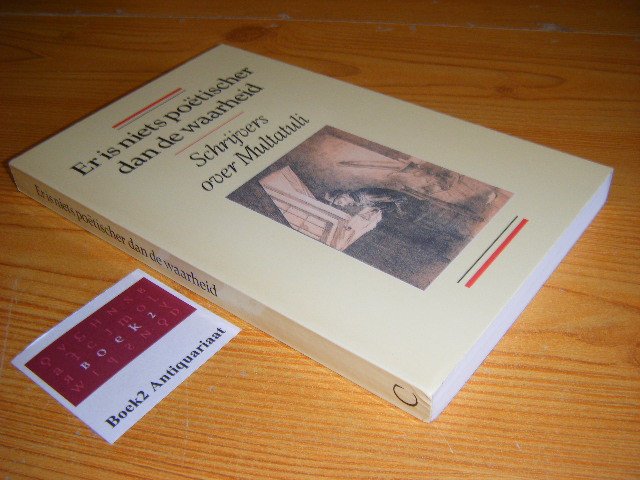 Er is niets poëtischer
dan de waarheid
Schrijvers
over Multatuli
Er is niets poëtischer dan de waarheid
BOEK2
Boek2 Antiquariaat